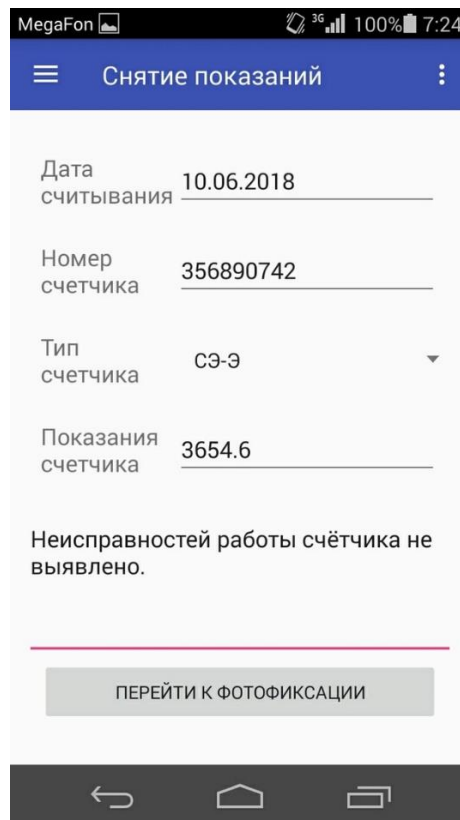 MegaFon 3G 100% 7:24
Снятие показаний
Дата
считывания 10.06.2018
Номер
счетчика 356890742
Тип
счетчика СЭ-Э
Показания
счетчика 3654.6
Неисправностей работы счётчика не
выявлено.
ПЕРЕЙТИ К ФОТОФИКСАЦИИ